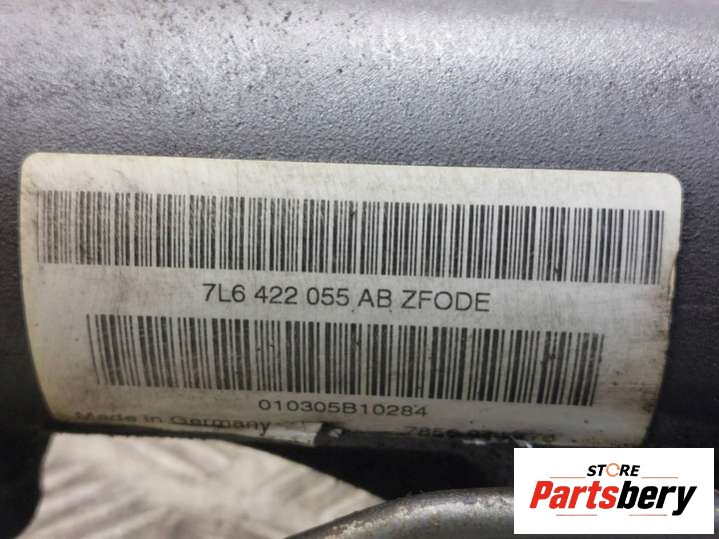 7L6 422 055 AB ZFODE
010305B10284
Made in Germany
STORE
Partsbery